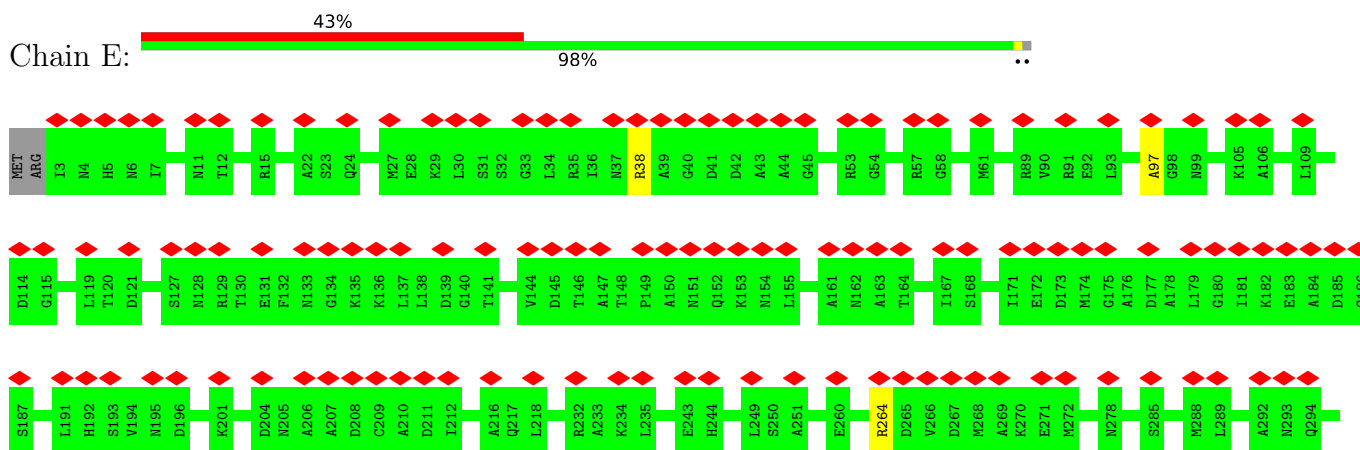 43%
Chain E:
98%
••
MET ARG I3 N4 H5 N6 I7 N11 T12 R15 A22 S23 Q24 M27 E28 K29 L30 S31 S32 G33 L34 R35 I36 N37 R38 A39 G40 D41 D42 A43 A44 G45 R53 G54 R57 G58 M61 R89 V90 R91 E92 L93 A97 G98 N99 K105 A106 L109
D114 G115 L119 T120 D121 S127 N128 R129 T130 E131 F132 N133 G134 K135 K136 L137 L138 D139 G140 T141 V144 D145 T146 A147 T148 P149 A150 N151 Q152 K153 N154 L155 A161 N162 A163 T164 I167 S168 I171 E172 D173 M174 G175 A176 D177 A178 L179 G180 I181 K182 E183 A184 D185
S187 L191 H192 S193 V194 N195 D196 K201 D204 N205 A206 A207 D208 C209 A210 D211 I212 A216 Q217 L218 R232 A233 K234 L235 E243 H244 L249 S250 A251 E260 R264 D265 V266 D267 M268 A269 K270 E271 M272 N278 S285 M288 L289 A292 N293 Q294